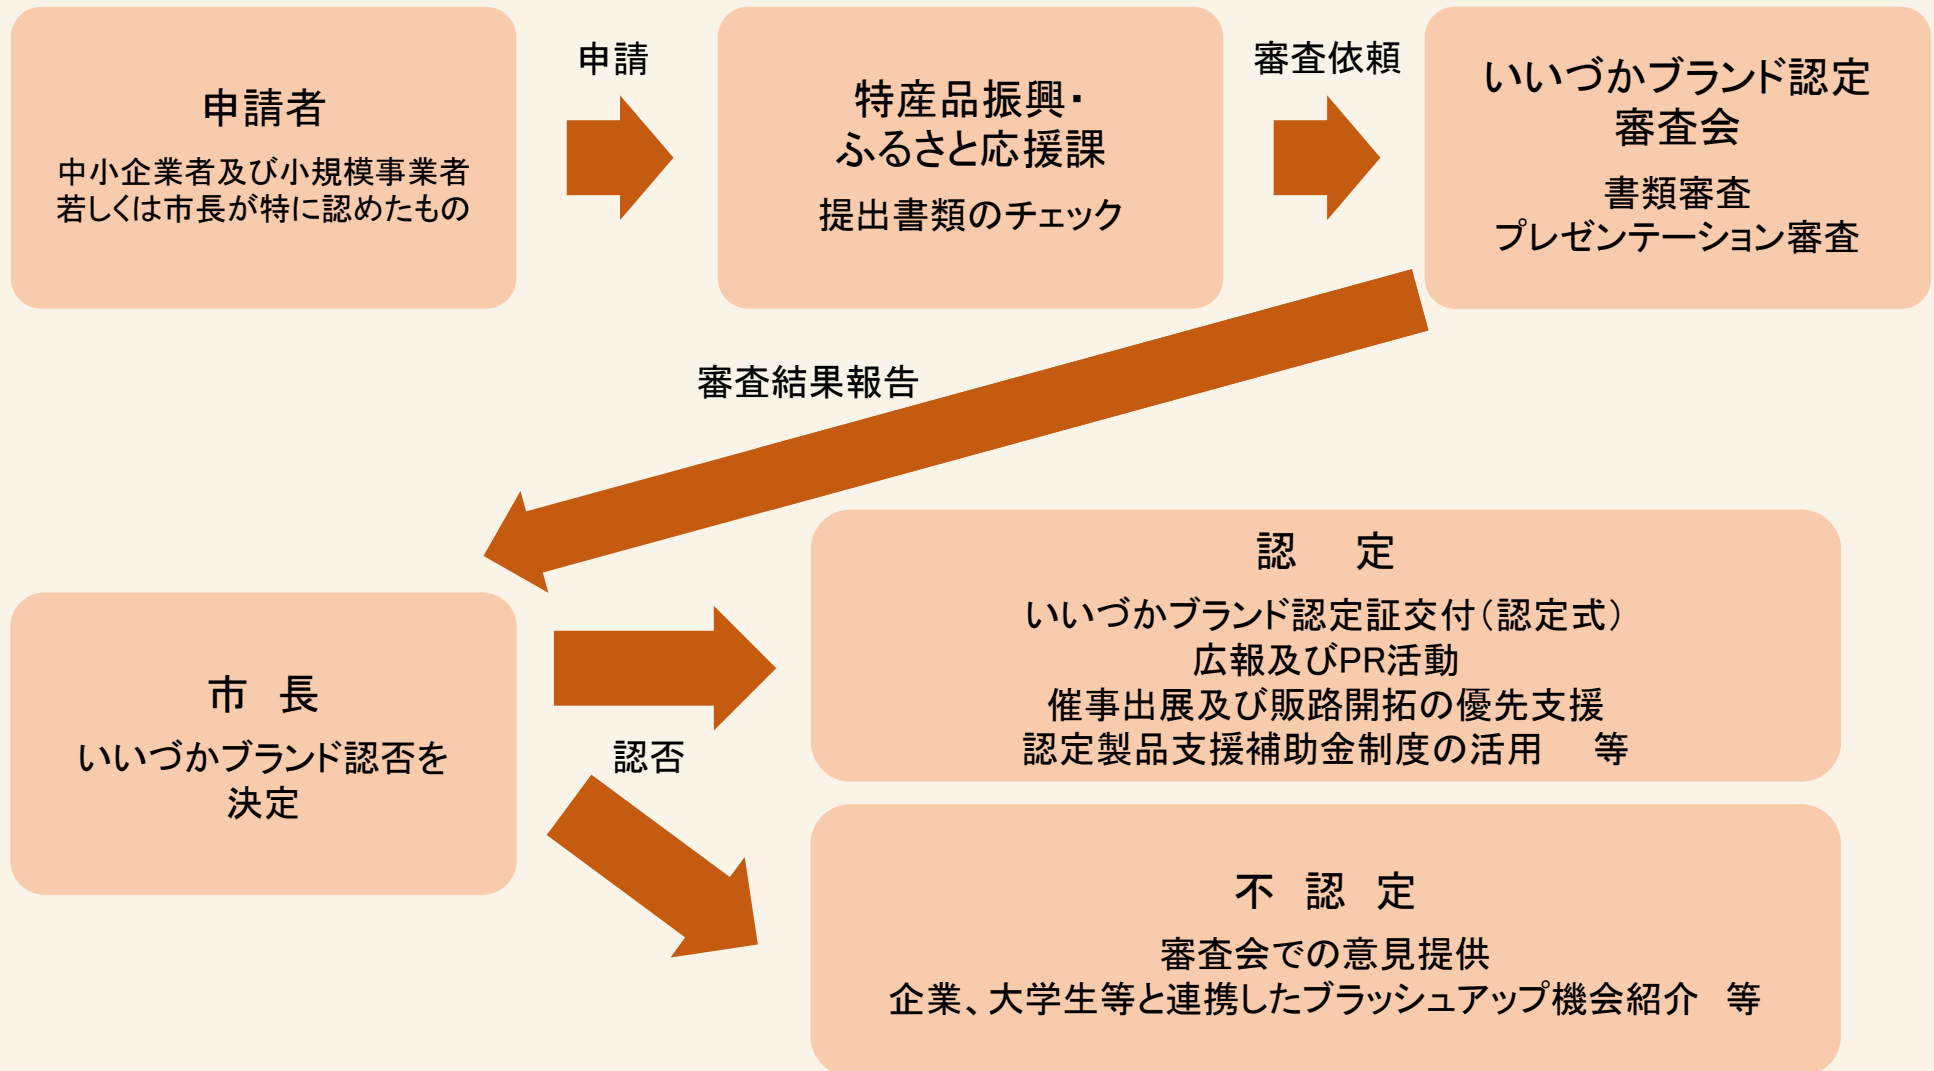 申請者
中小企業者及び小規模事業者
若しくは市長が特に認めたもの
申請
特産品振興・
ふるさと応援課
提出書類のチェック
審査依頼
いいづかブランド認定
審査会
書類審査
プレゼンテーション審査
審査結果報告
市　長
いいづかブランド認否を
決定
認否
認　定
いいづかブランド認定証交付（認定式）
広報及びPR活動
催事出展及び販路開拓の優先支援
認定製品支援補助金制度の活用　等
不　認　定
審査会での意見提供
企業、大学生等と連携したブラッシュアップ機会紹介　等